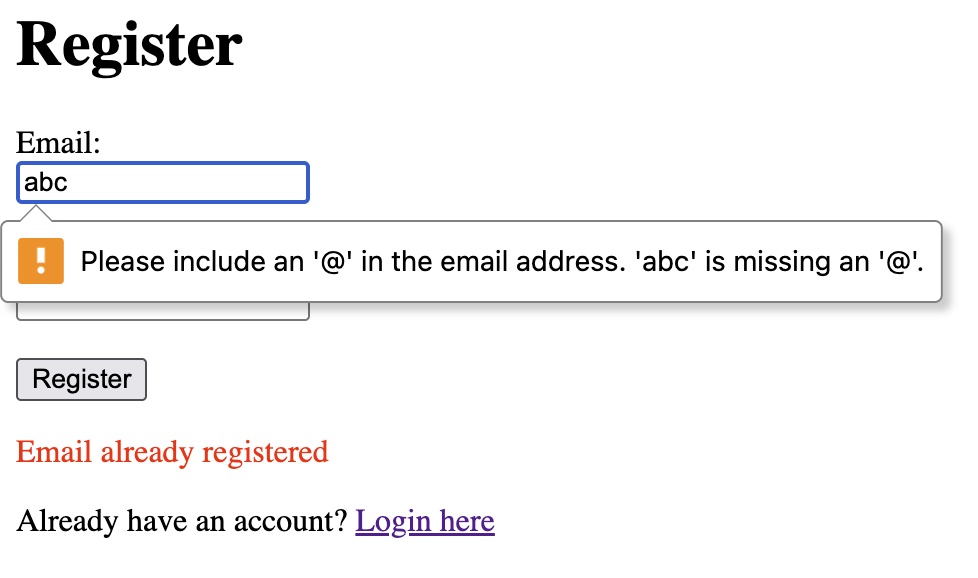 Register
Email:
abc
Please include an '@' in the email address. 'abc' is missing an '@'.
Register
Email already registered
Already have an account? Login here